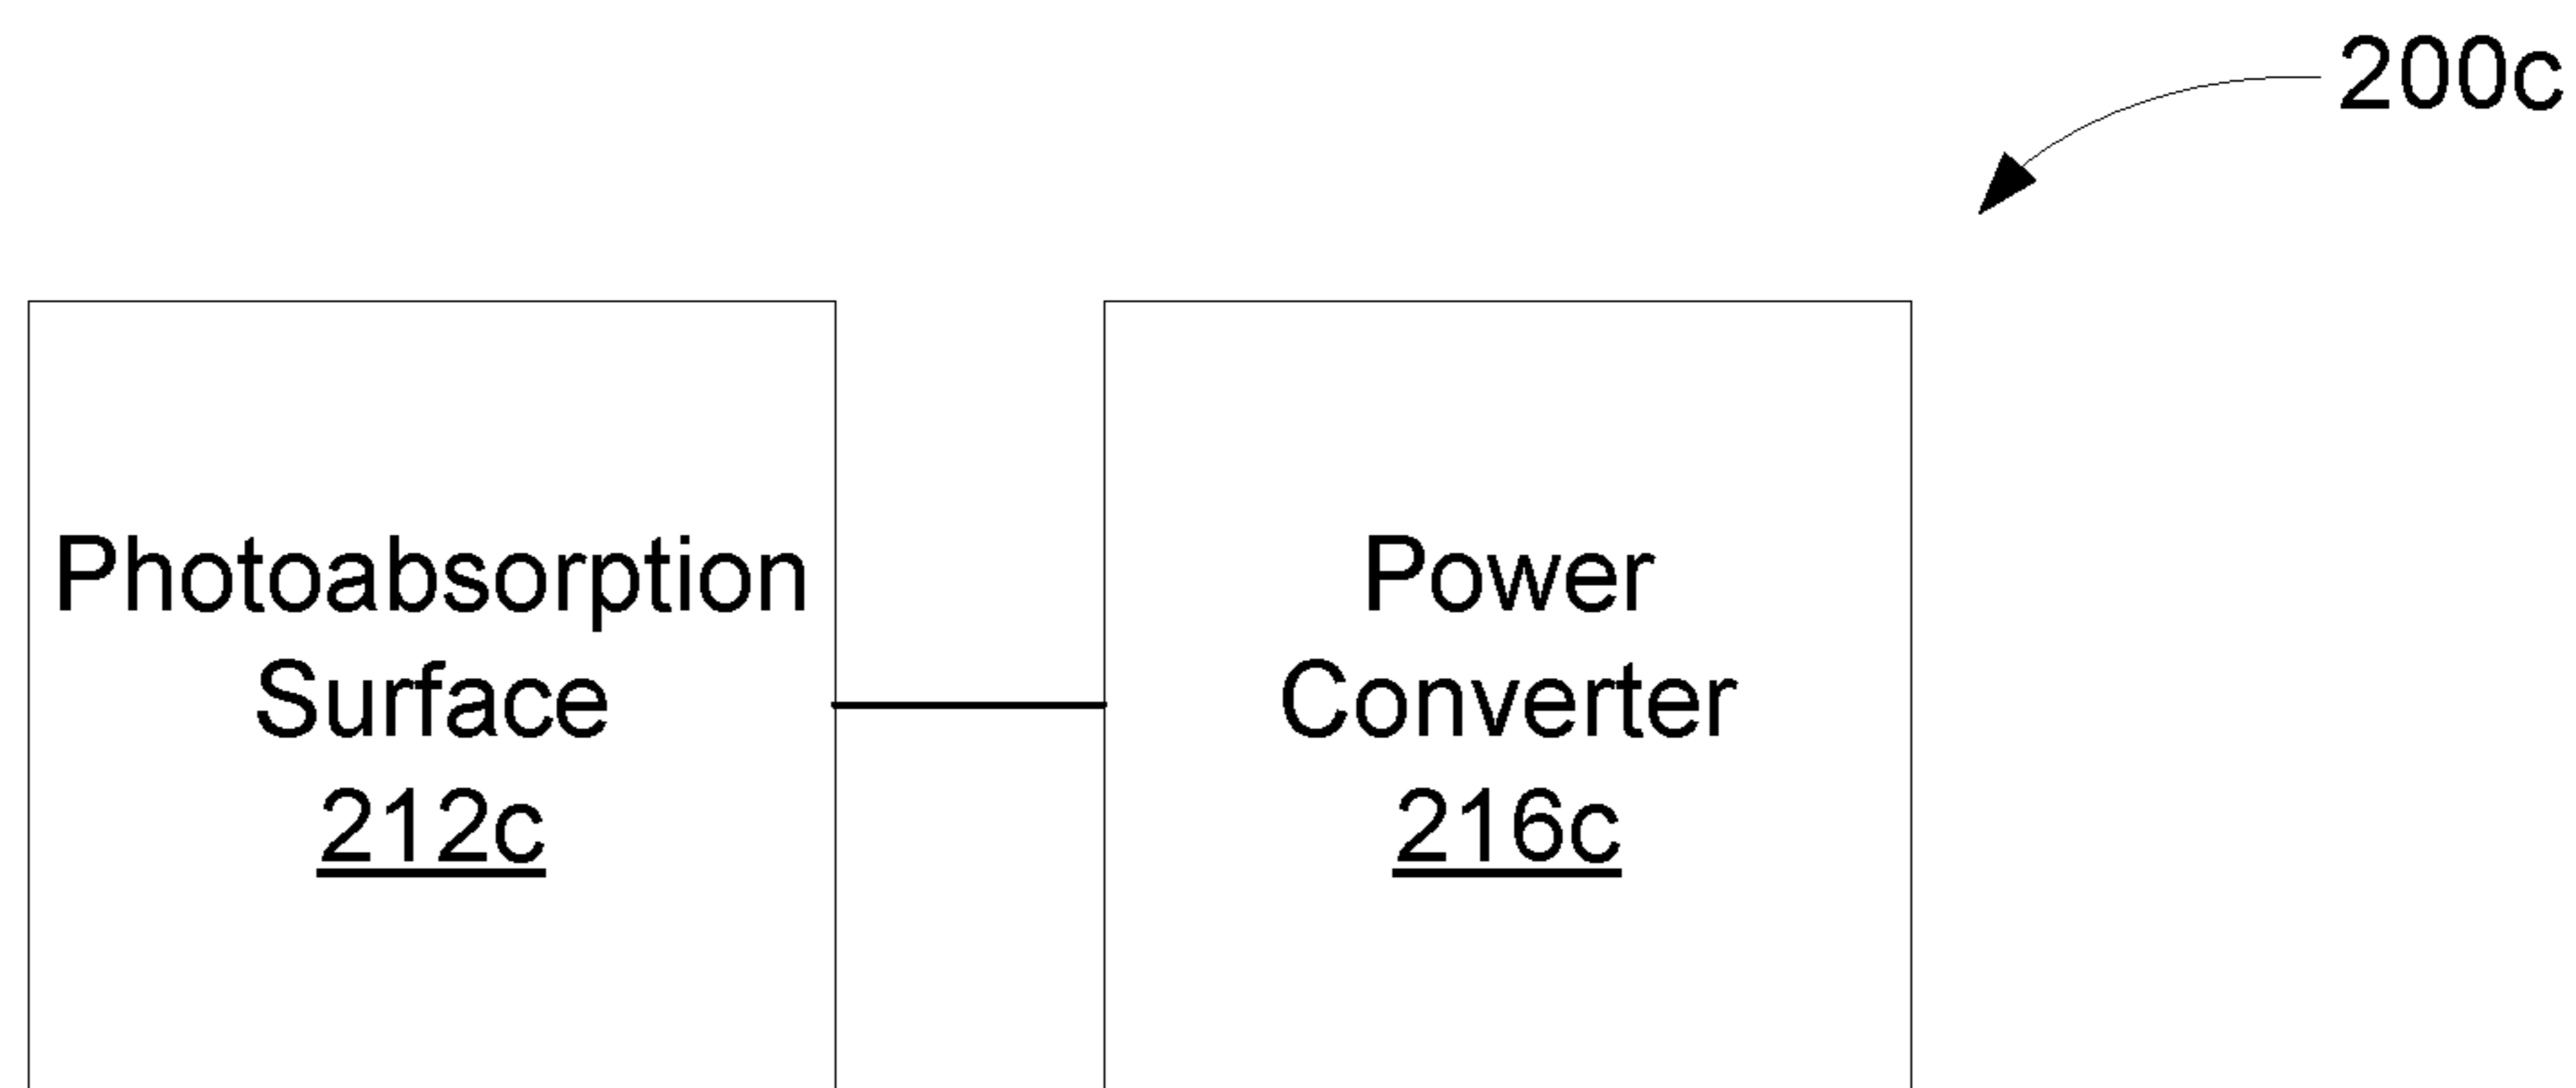 200c
Photoabsorption
Surface
212c
Power
Converter
216c